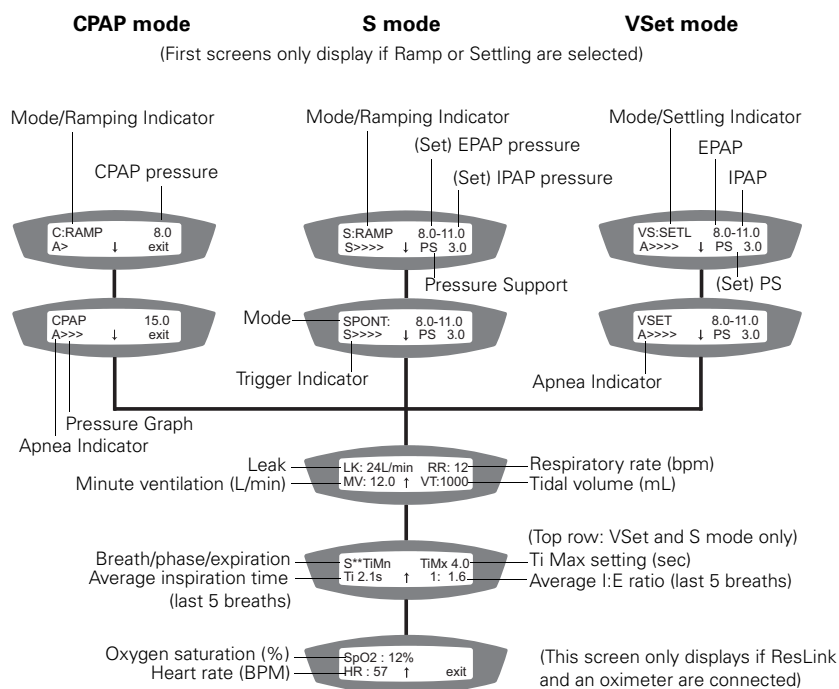 CPAP mode S mode VSet mode
(First screens only display if Ramp or Settling are selected)
Mode/Ramping Indicator Mode/Ramping Indicator Mode/Settling Indicator
CPAP pressure (Set) EPAP pressure EPAP
(Set) IPAP pressure IPAP
C:RAMP 8.0
A> ↓ exit
S:RAMP 8.0-11.0
S>>>> ↓ PS 3.0
VS:SETL 8.0-11.0
A>>>> ↓ PS 3.0
Pressure Support (Set) PS
CPAP 15.0
A>>> ↓ exit
Mode
SPONT: 8.0-11.0
S>>>> ↓ PS 3.0
VSET 8.0-11.0
A>>>> ↓ PS 3.0
Trigger Indicator Apnea Indicator
Pressure Graph
Apnea Indicator
Leak LK: 24L/min RR: 12 Respiratory rate (bpm)
Minute ventilation (L/min) MV: 12.0 ↑ VT:1000 Tidal volume (mL)
(Top row: VSet and S mode only)
Breath/phase/expiration S**TiMn TiMx 4.0 Ti Max setting (sec)
Average inspiration time Ti 2.1s ↑ 1: 1.6 Average I:E ratio (last 5 breaths)
(last 5 breaths)
Oxygen saturation (%) SpO2 : 12% (This screen only displays if ResLink
Heart rate (BPM) HR : 57 ↑ exit and an oximeter are connected)